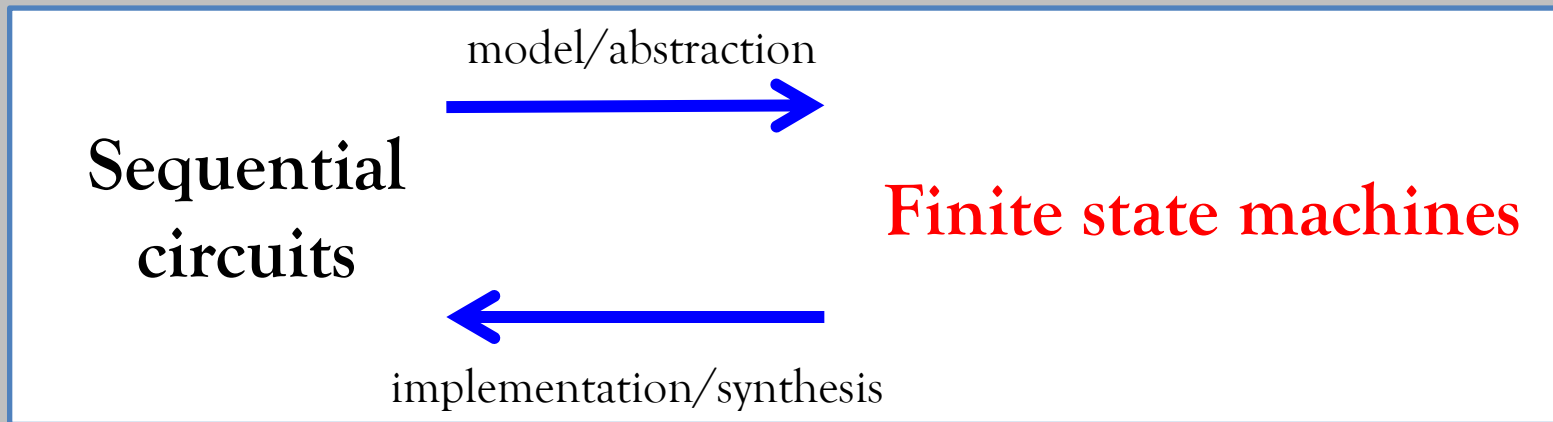 model/abstraction
Sequential
circuits
Finite state machines
implementation/synthesis